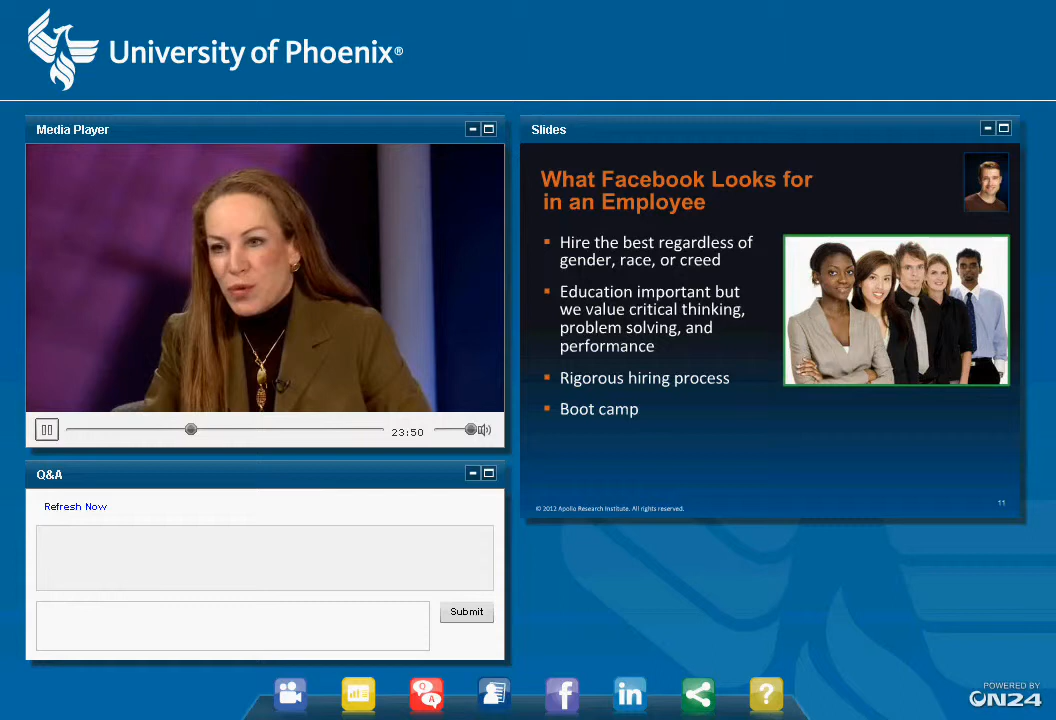 University of Phoenix®
Media Player
23:50
Q&A
Refresh Now
Submit
Slides
What Facebook Looks for
in an Employee
Hire the best regardless of
gender, race, or creed
Education important but
we value critical thinking,
problem solving, and
performance
Rigorous hiring process
Boot camp
© 2012 Apollo Research Institute. All rights reserved.
11
Q
A
f
in
?
POWERED BY
ON24